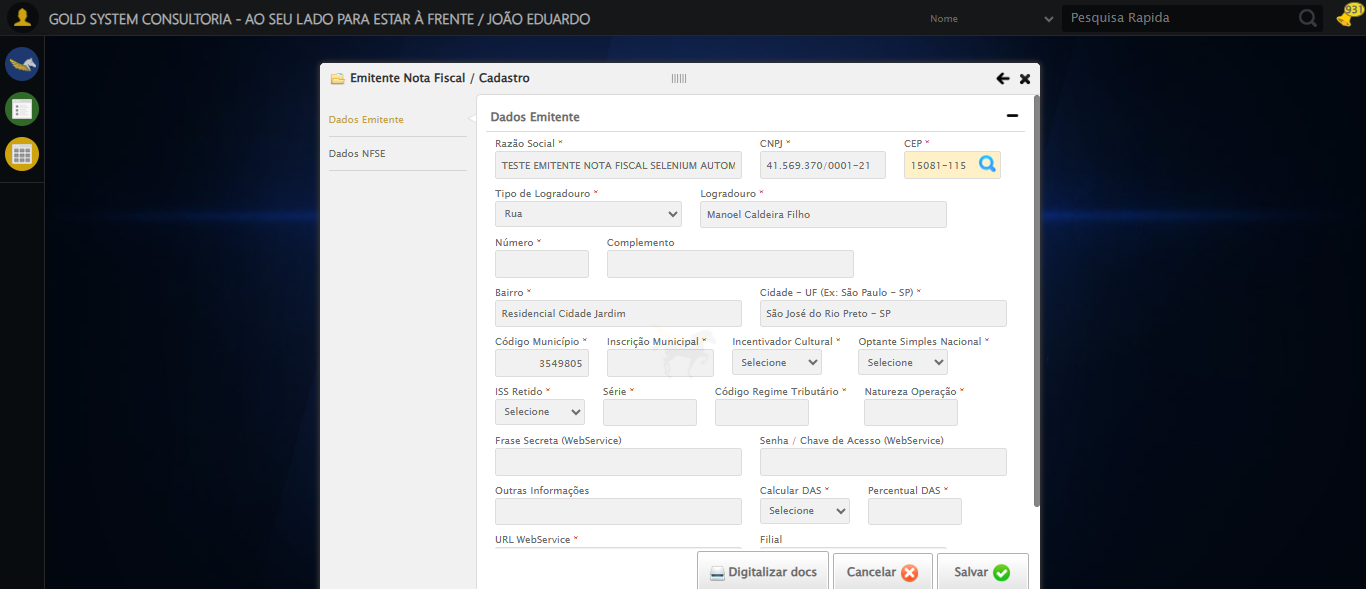 GOLD SYSTEM CONSULTORIA - AO SEU LADO PARA ESTAR À FRENTE / JOÃO EDUARDO
Nome
Pesquisa Rapida
931
Emitente Nota Fiscal / Cadastro
Dados Emitente
Dados NFSE
Dados Emitente
Razão Social * CNPJ * CEP *
TESTE EMITENTE NOTA FISCAL SELENIUM AUTOM 41.569.370/0001-21 15081-115
Tipo de Logradouro * Logradouro *
Rua Manoel Caldeira Filho
Número * Complemento
Bairro * Cidade - UF (Ex: São Paulo - SP) *
Residencial Cidade Jardim São José do Rio Preto - SP
Código Município * Inscrição Municipal * Incentivador Cultural * Optante Simples Nacional *
3549805 Selecione Selecione
ISS Retido * Série * Código Regime Tributário * Natureza Operação *
Selecione
Frase Secreta (WebService) Senha / Chave de Acesso (WebService)
Outras Informações Calcular DAS * Percentual DAS *
Selecione
URL WebService * Filial
Digitalizar docs Cancelar Salvar